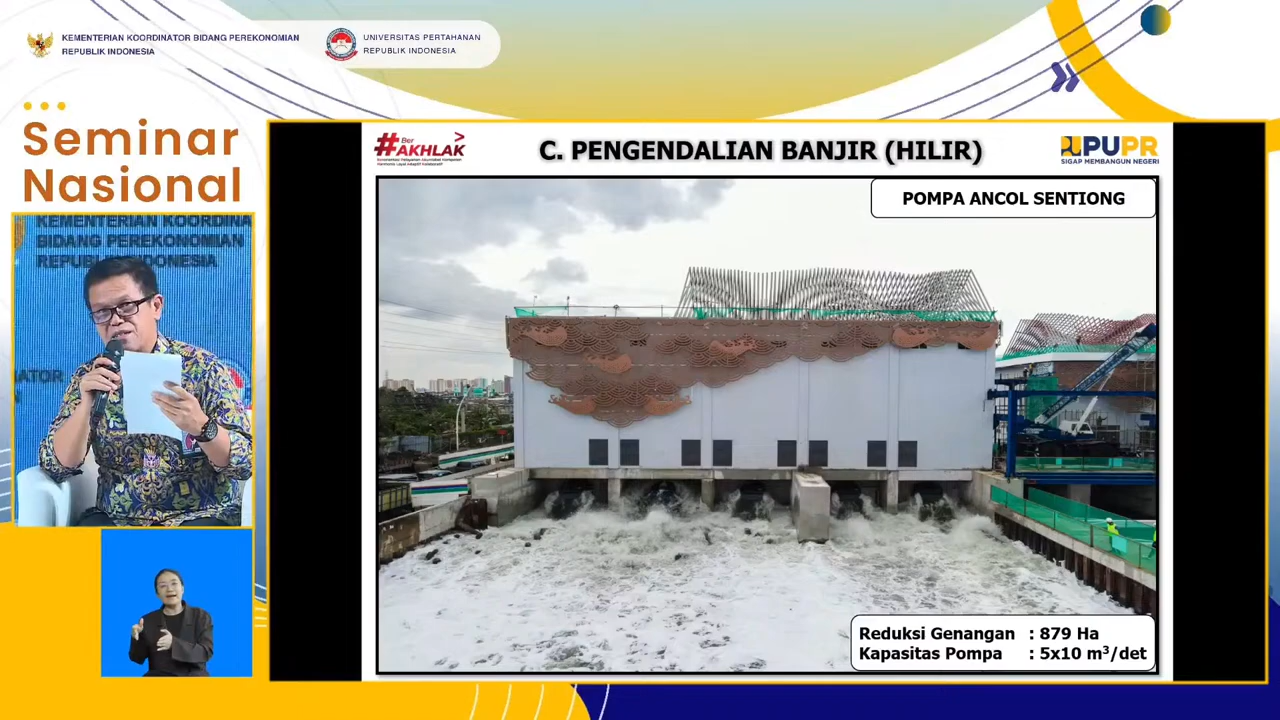 KEMENTERIAN KOORDINATOR BIDANG PEREKONOMIAN
REPUBLIK INDONESIA
UNIVERSITAS PERTAHANAN
REPUBLIK INDONESIA
Seminar
Nasional
KEMENTERIAN KOORDINA
BIDANG PEREKONOMIAN
REPUBLIK INDONESIA
ATOR
#BerAKHLAK
C. PENGENDALIAN BANJIR (HILIR)
PUPR
SIGAP MEMBANGUN NEGERI
POMPA ANCOL SENTIONG
Reduksi Genangan : 879 Ha
Kapasitas Pompa : 5x10 m³/det